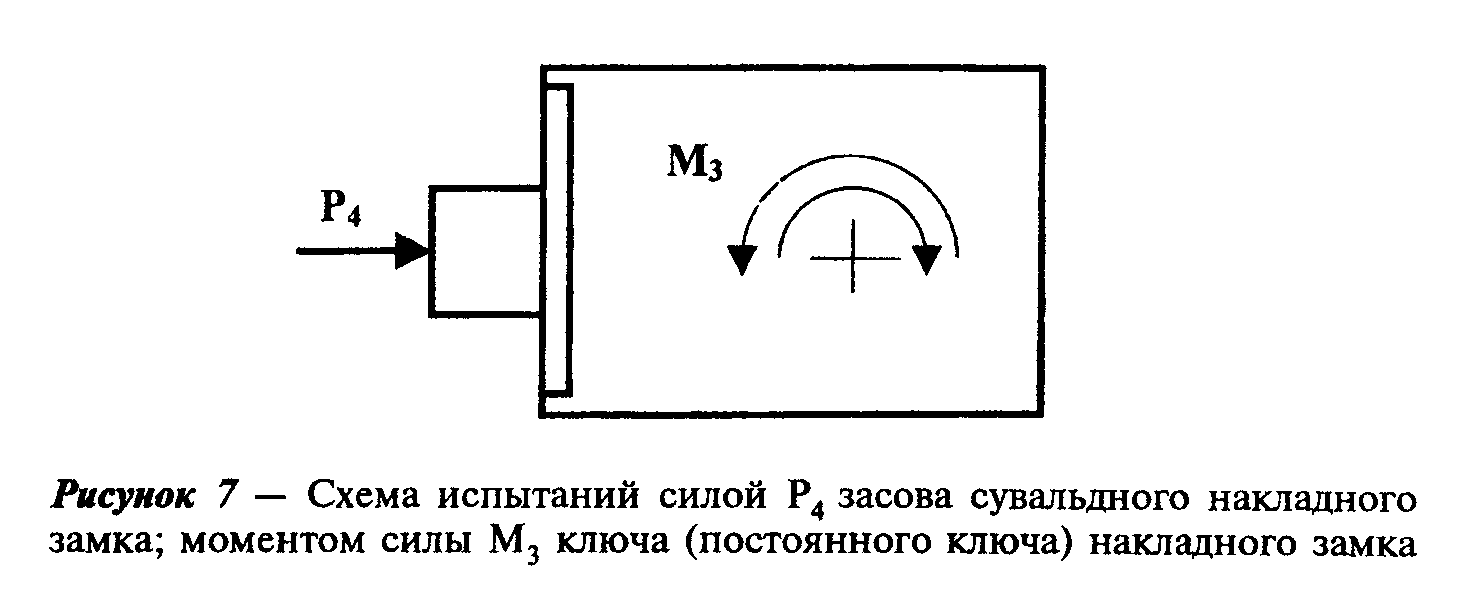 M₃
P₄
Рисунок 7 — Схема испытаний силой P₄ засова сувальдного накладного
замка; моментом силы M₃ ключа (постоянного ключа) накладного замка